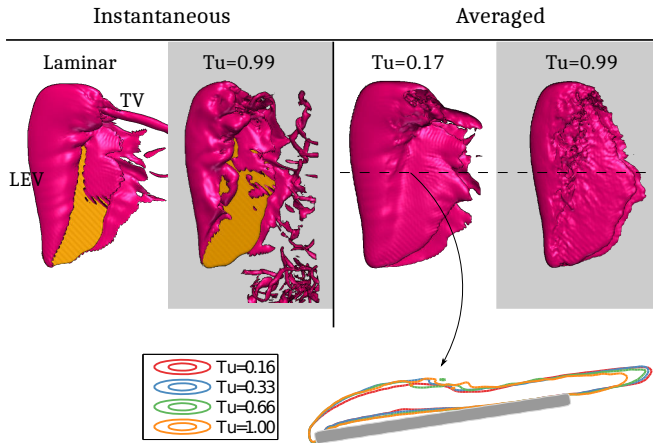 Instantaneous Averaged
Laminar Tu=0.99 Tu=0.17 Tu=0.99
TV
LEV
Tu=0.16
Tu=0.33
Tu=0.66
Tu=1.00